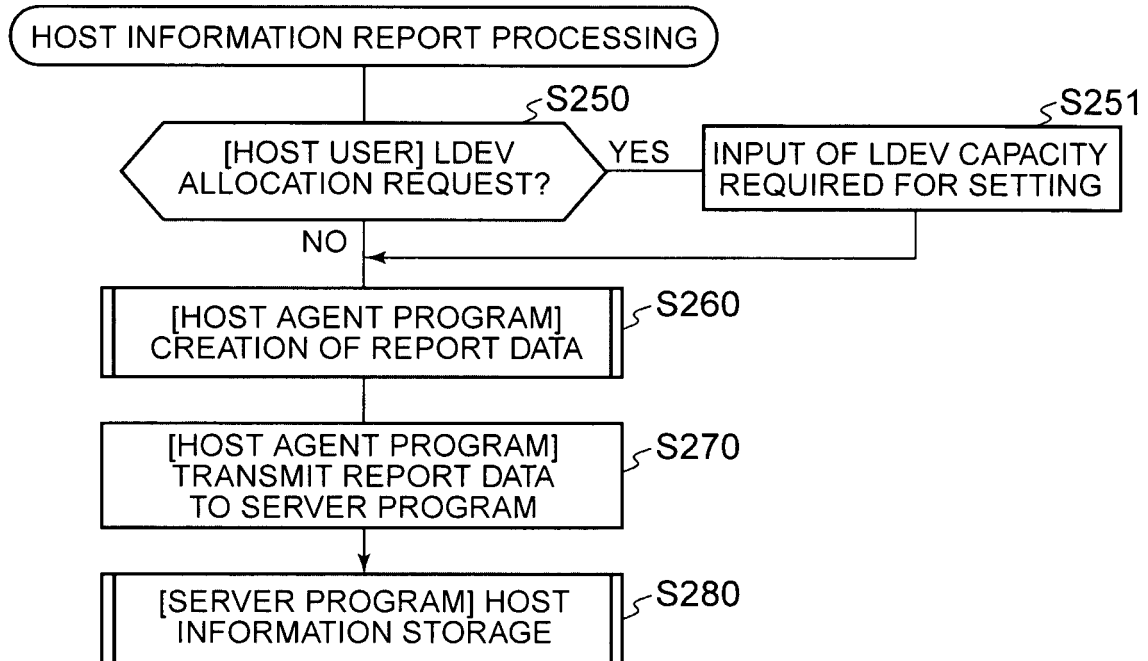 HOST INFORMATION REPORT PROCESSING
S250
[HOST USER] LDEV
ALLOCATION REQUEST?
YES
S251
INPUT OF LDEV CAPACITY
REQUIRED FOR SETTING
NO
[HOST AGENT PROGRAM]
CREATION OF REPORT DATA
S260
[HOST AGENT PROGRAM]
TRANSMIT REPORT DATA
TO SERVER PROGRAM
S270
[SERVER PROGRAM] HOST
INFORMATION STORAGE
S280